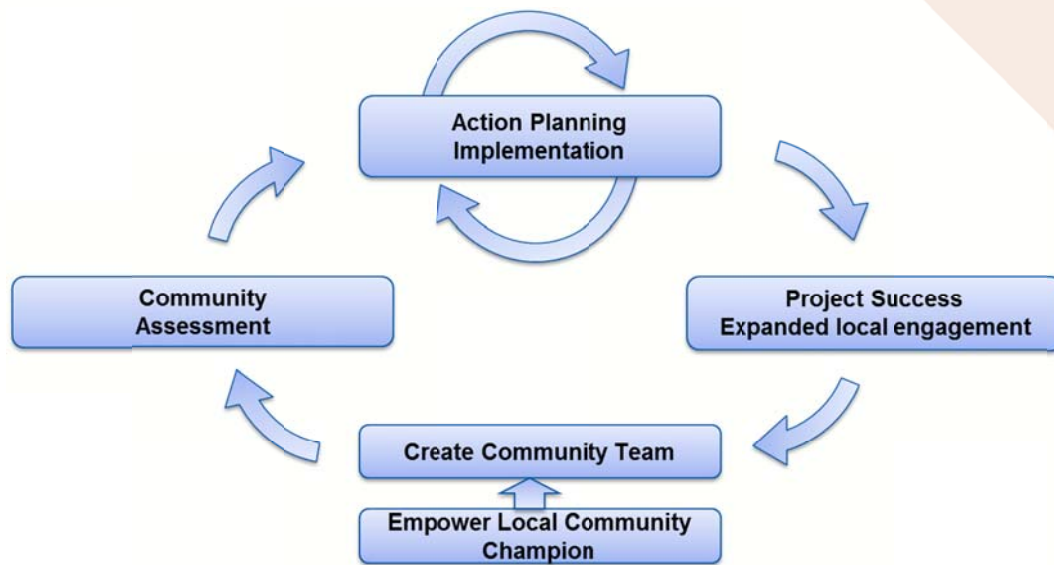 Action Planning
Implementation
Community
Assessment
Project Success
Expanded local engagement
Create Community Team
Empower Local Community
Champion